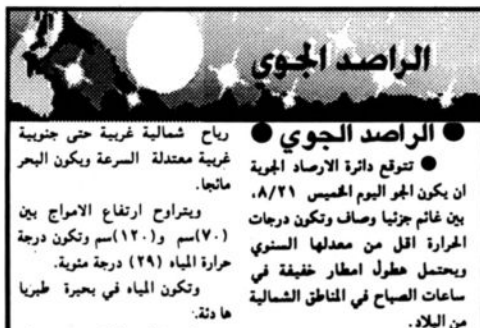 الراصد الجوي
● الراصد الجوي ●
● تتوقع دائرة الارصاد الجوية
ان يكون الجو اليوم الخميس ٨/٢١،
بين غائم جزئيا وصاف وتكون درجات
الحرارة اقل من معدلها السنوي
ويحتمل هطول امطار خفيفة في
ساعات الصباح في المناطق الشمالية
من البلاد.
رياح شمالية غربية حتى جنوبية
غربية معتدلة السرعة ويكون البحر
مائجا.
ويتراوح ارتفاع الامواج بين
(٧٠)سم و(١٢٠)سم وتكون درجة
حرارة المياه (٢٩) درجة مئوية.
وتكون المياه في بحيرة طبريا
هادئة.